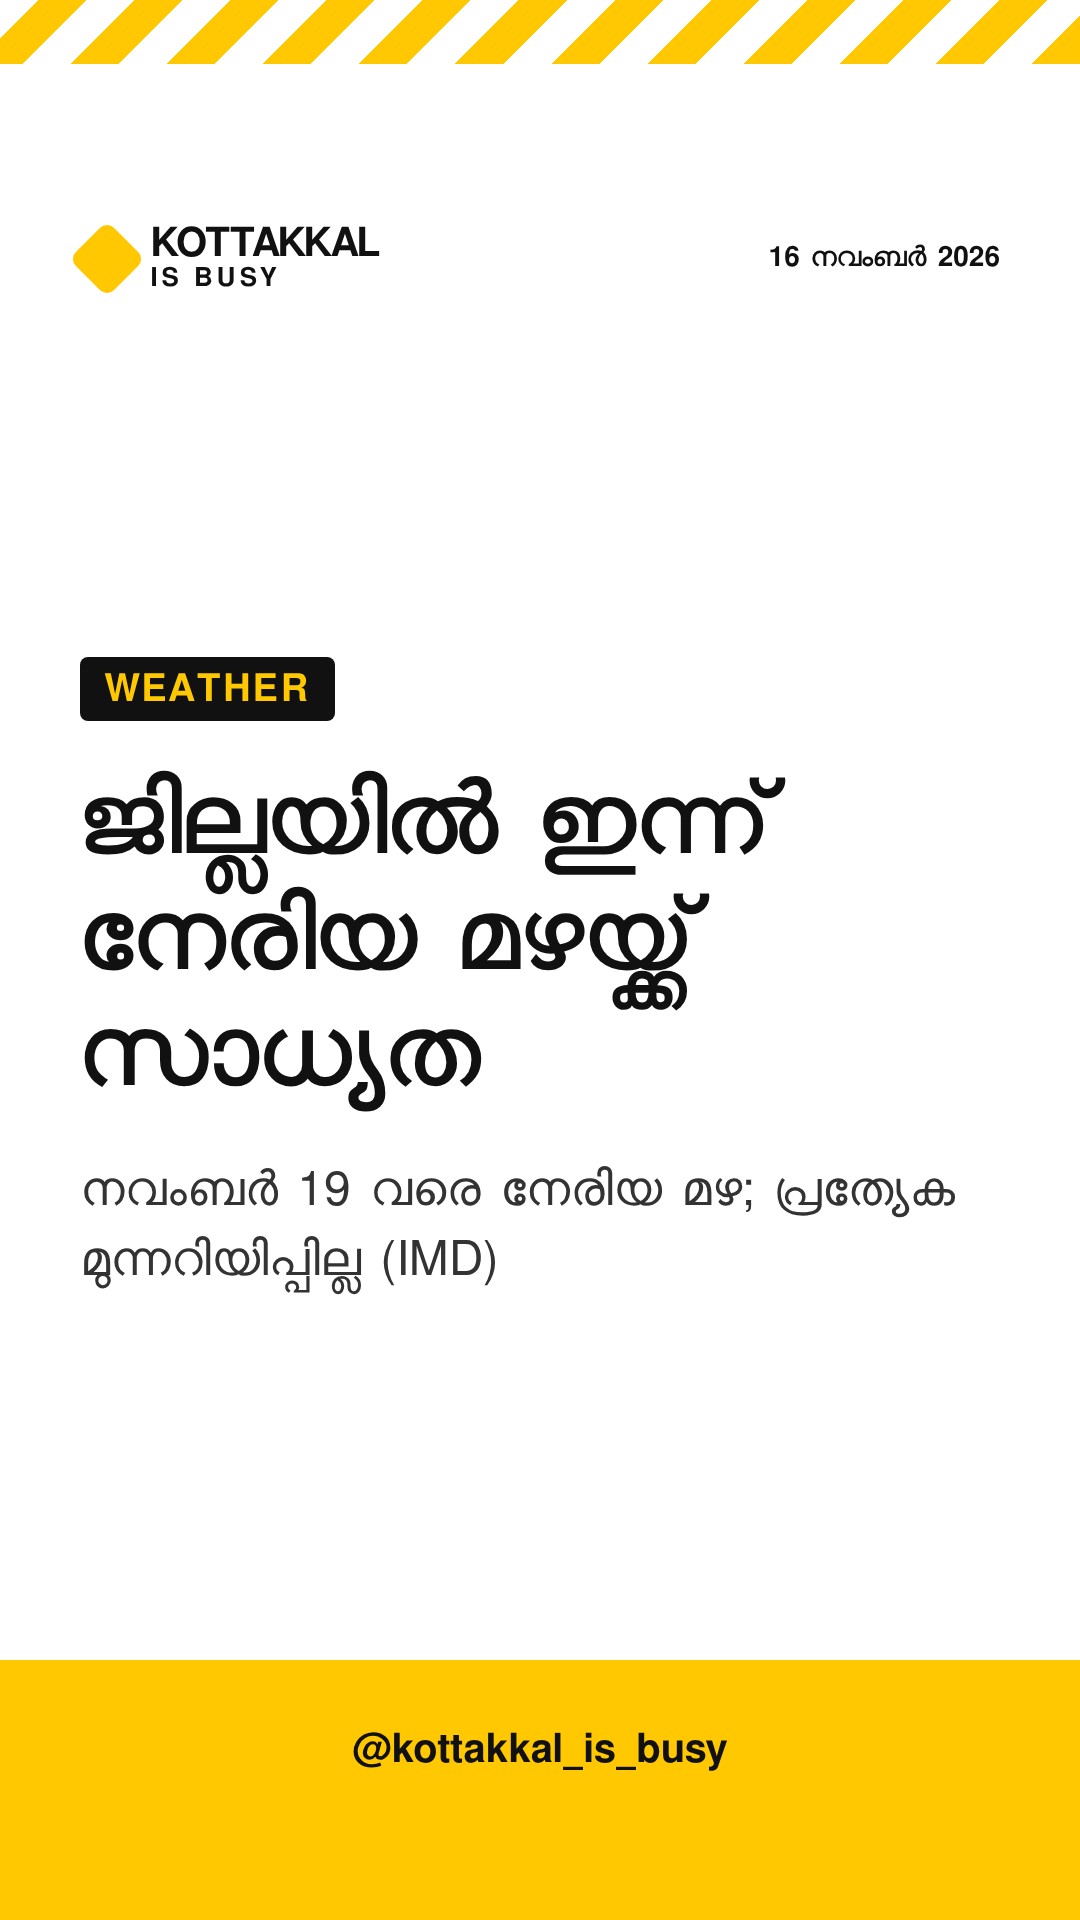 KOTTAKKAL
IS BUSY
16 നവംബർ 2026
WEATHER
ജില്ലയിൽ ഇന്ന്
നേരിയ മഴയ്ക്ക്
സാധ്യത
നവംബർ 19 വരെ നേരിയ മഴ; പ്രത്യേക
മുന്നറിയിപ്പില്ല (IMD)
@kottakkal_is_busy